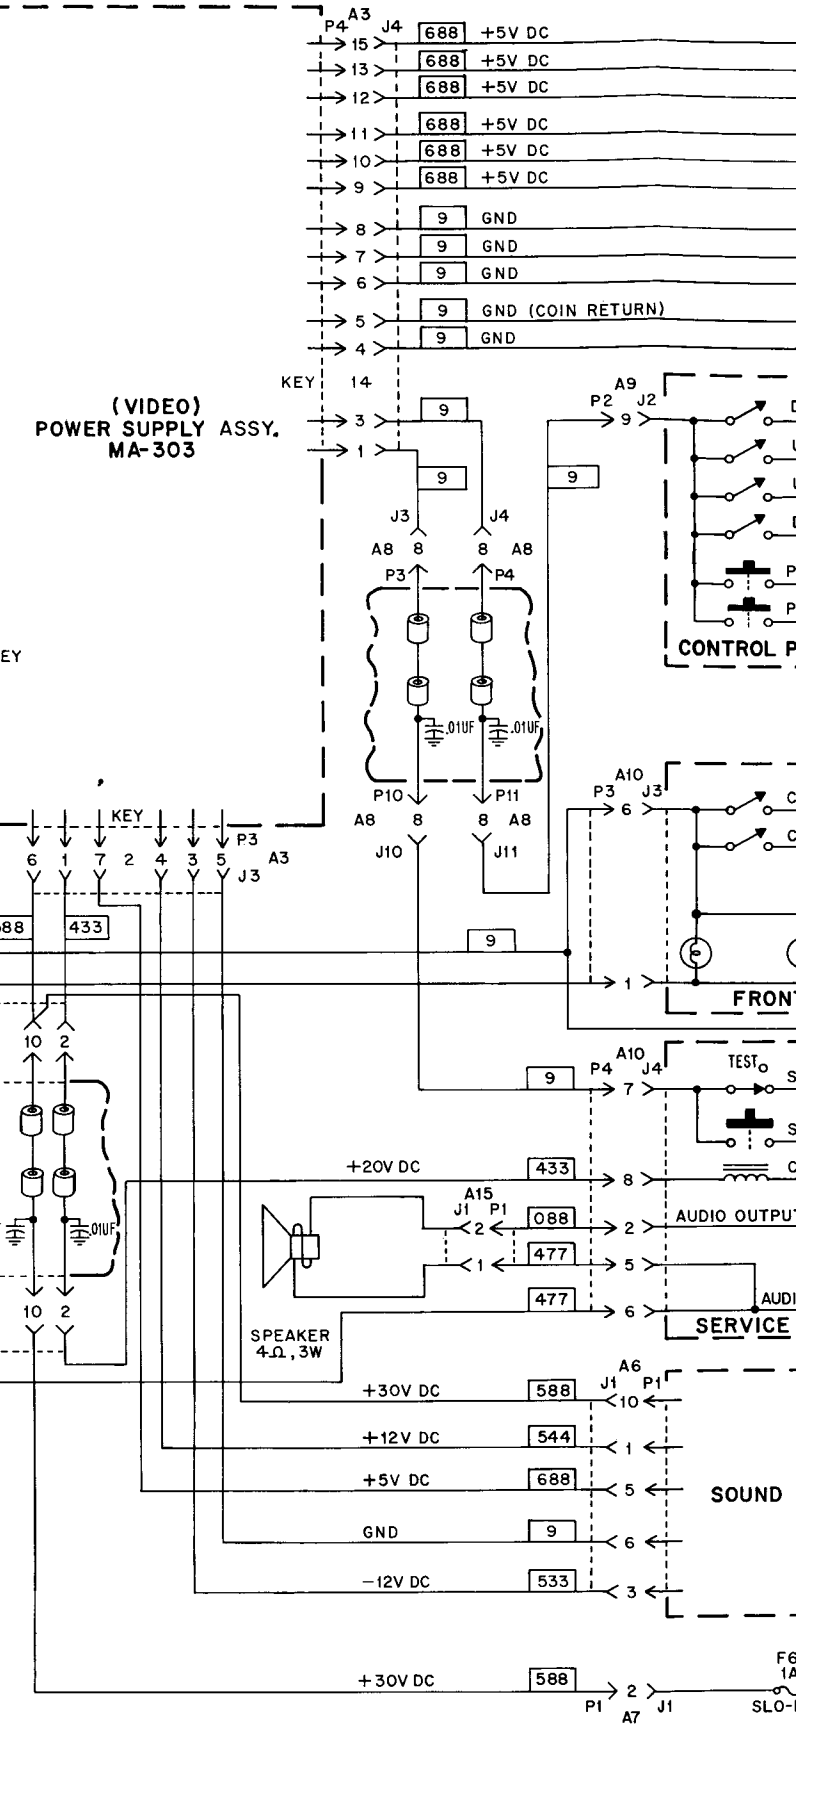 A3
P4 J4
15 688 +5V DC
13 688 +5V DC
12 688 +5V DC
11 688 +5V DC
10 688 +5V DC
9 688 +5V DC
8 9 GND
7 9 GND
6 9 GND
5 9 GND (COIN RETURN)
4 9 GND
KEY 14
(VIDEO)
POWER SUPPLY ASSY.
MA-303
3 9
1
9
9
A9
P2 J2
9
J3 J4
A8 8 8 A8
P3 P4
P
P
CONTROL P
EY
.01UF .01UF
P10 P11
A8 8 8 A8
J10 J11
A10
P3 J3
6
C
C
KEY
P3
6 1 7 2 4 3 5 A3
J3
88 433
9
1
FRON
10 2
A10
P4 J4
9 7
TEST
S
S
+20V DC 433 8
C
A15
J1 P1
2 088 2 AUDIO OUTPU
1 477 5
477 6 AUDI
.01UF
10 2
SPEAKER
4Ω, 3W
SERVICE
A6
J1 P1
+30V DC 588 10
+12V DC 544 1
+5V DC 688 5
SOUND
GND 9 6
-12V DC 533 3
+30V DC 588 2
P1 A7 J1
F6
1A
SLO-